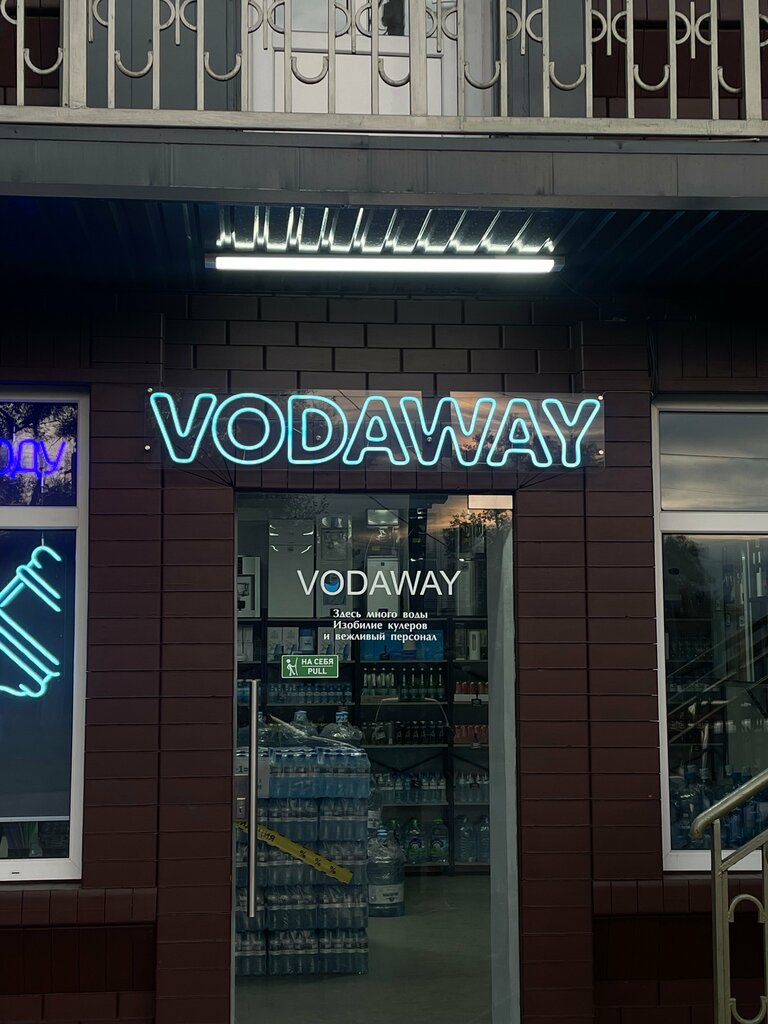 VODAWAY
VODAWAY
Здесь много воды
Изобилие кулеров
и вежливый персонал
НА СЕБЯ
PULL